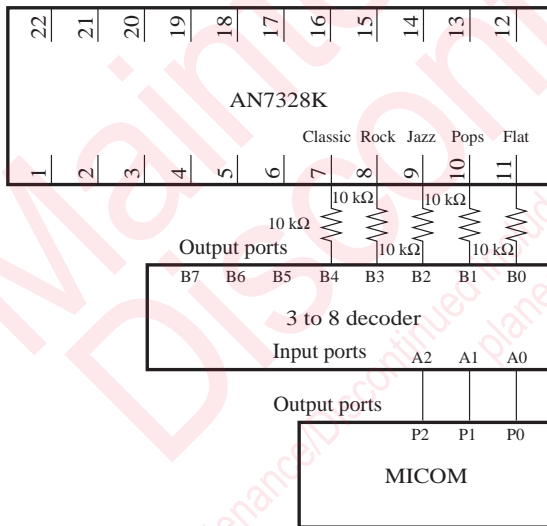 22 21 20 19 18 17 16 15 14 13 12
AN7328K
Classic Rock Jazz Pops Flat
1 2 3 4 5 6 7 8 9 10 11
10 kΩ 10 kΩ
10 kΩ
10 kΩ 10 kΩ
Output ports
B7 B6 B5 B4 B3 B2 B1 B0
3 to 8 decoder
Input ports
A2 A1 A0
Output ports
P2 P1 P0
MICOM